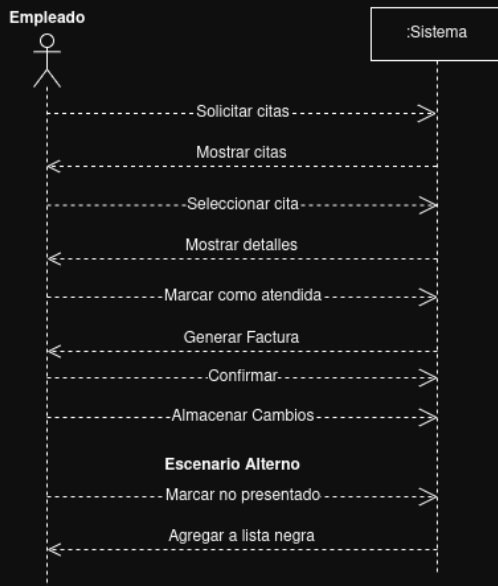 Empleado
:Sistema
Solicitar citas
Mostrar citas
Seleccionar cita
Mostrar detalles
Marcar como atendida
Generar Factura
Confirmar
Almacenar Cambios
Escenario Alterno
Marcar no presentado
Agregar a lista negra